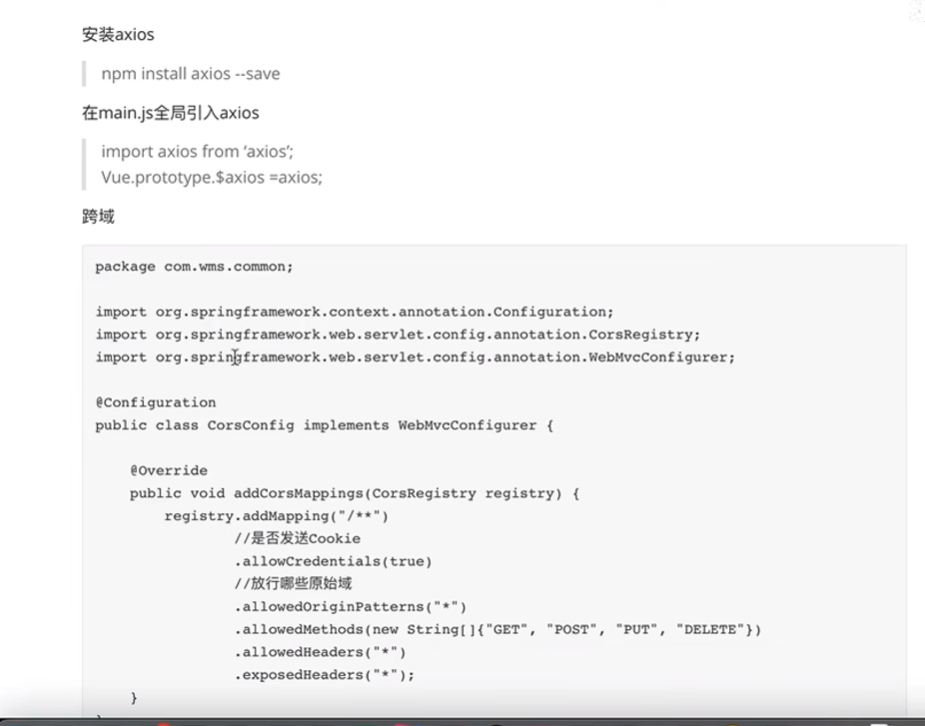 安装axios
npm install axios --save
在main.js全局引入axios
import axios from ‘axios’;
Vue.prototype.$axios =axios;
跨域
package com.wms.common;
import org.springframework.context.annotation.Configuration;
import org.springframework.web.servlet.config.annotation.CorsRegistry;
import org.springframework.web.servlet.config.annotation.WebMvcConfigurer;
@Configuration
public class CorsConfig implements WebMvcConfigurer {
@Override
public void addCorsMappings(CorsRegistry registry) {
registry.addMapping("/**")
//是否发送Cookie
.allowCredentials(true)
//放行哪些原始域
.allowedOriginPatterns("*")
.allowedMethods(new String[]{"GET", "POST", "PUT", "DELETE"})
.allowedHeaders("*")
.exposedHeaders("*");
}